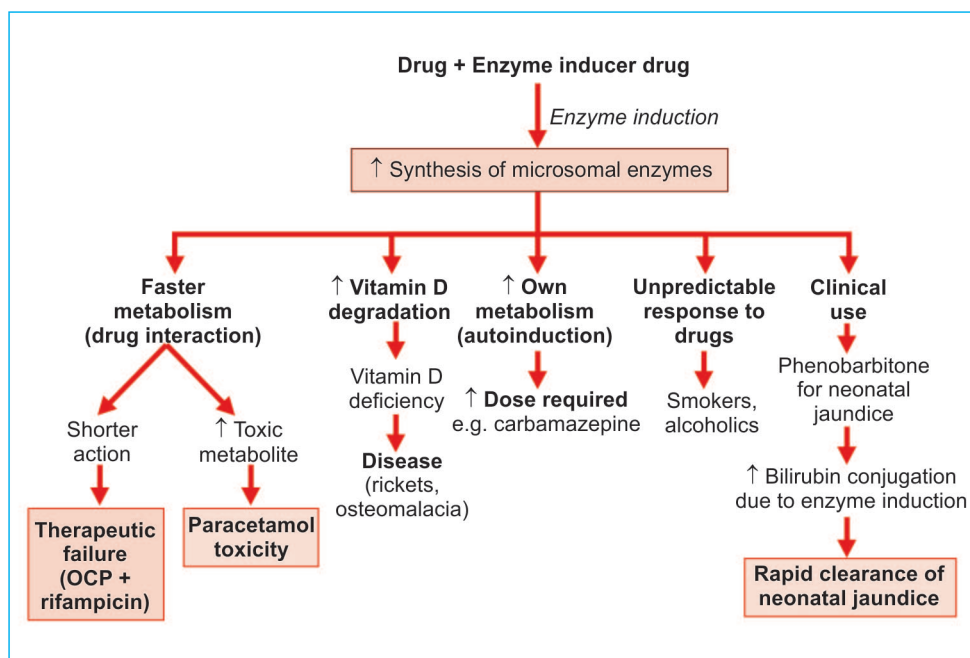 Drug + Enzyme inducer drug
Enzyme induction
↑ Synthesis of microsomal enzymes
Faster
metabolism
(drug interaction)
Shorter
action
Therapeutic
failure
(OCP +
rifampicin)
↑ Toxic
metabolite
Paracetamol
toxicity
↑ Vitamin D
degradation
Vitamin D
deficiency
Disease
(rickets,
osteomalacia)
↑ Own
metabolism
(autoinduction)
↑ Dose required
e.g. carbamazepine
Unpredictable
response to
drugs
Smokers,
alcoholics
Clinical
use
Phenobarbitone
for neonatal
jaundice
↑ Bilirubin conjugation
due to enzyme induction
Rapid clearance of
neonatal jaundice